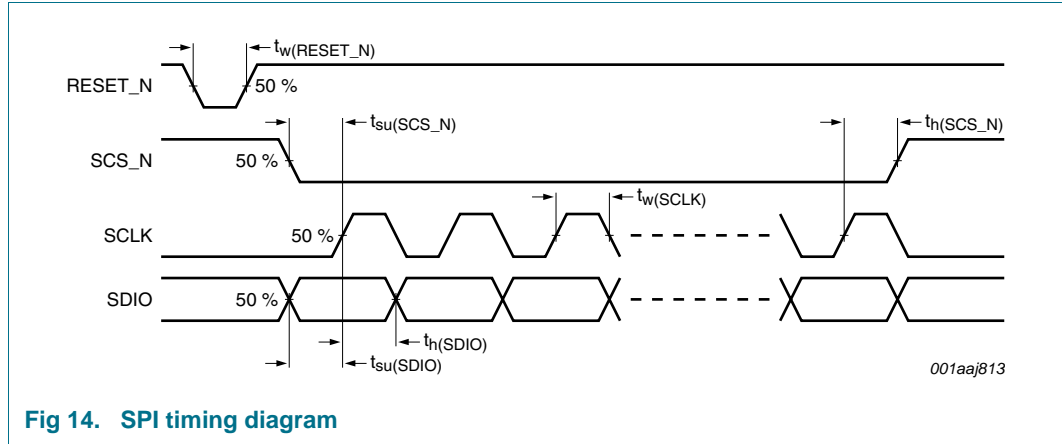 tw(RESET_N)
RESET_N
50 %
tsu(SCS_N)
th(SCS_N)
SCS_N
50 %
tw(SCLK)
SCLK
50 %
SDIO
50 %
th(SDIO)
tsu(SDIO)
001aaj813
Fig 14. SPI timing diagram